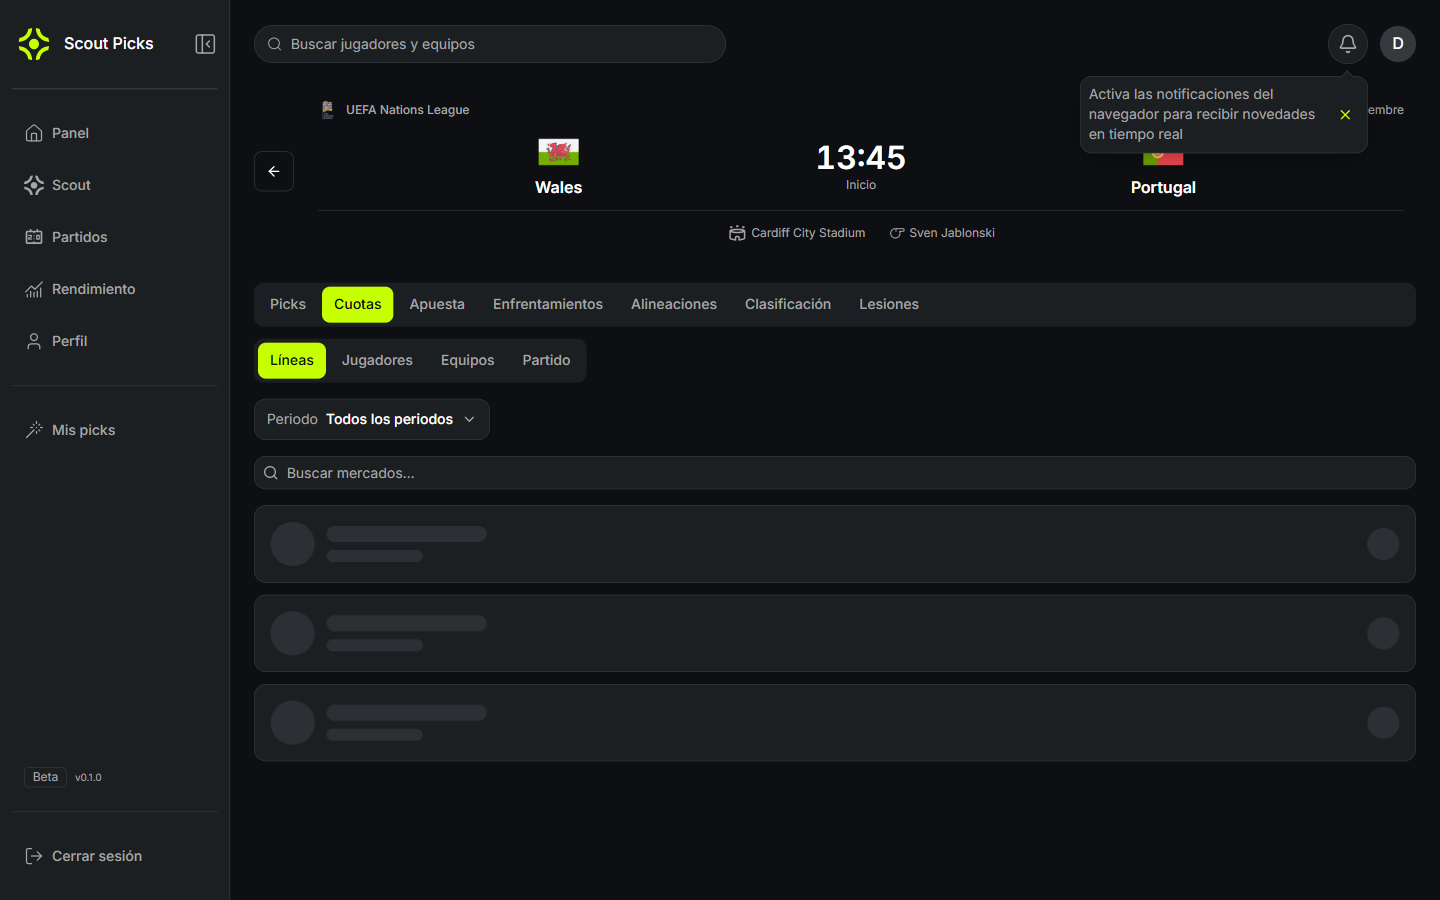 Scout Picks
Buscar jugadores y equipos
D
Activa las notificaciones del
navegador para recibir novedades
en tiempo real
UEFA Nations League
embre
Panel
Scout
Partidos
Rendimiento
Perfil
Mis picks
Wales
13:45
Inicio
Portugal
Cardiff City Stadium
Sven Jablonski
Picks
Cuotas
Apuesta
Enfrentamientos
Alineaciones
Clasificación
Lesiones
Líneas
Jugadores
Equipos
Partido
Periodo Todos los periodos
Buscar mercados...
Beta v0.1.0
Cerrar sesión